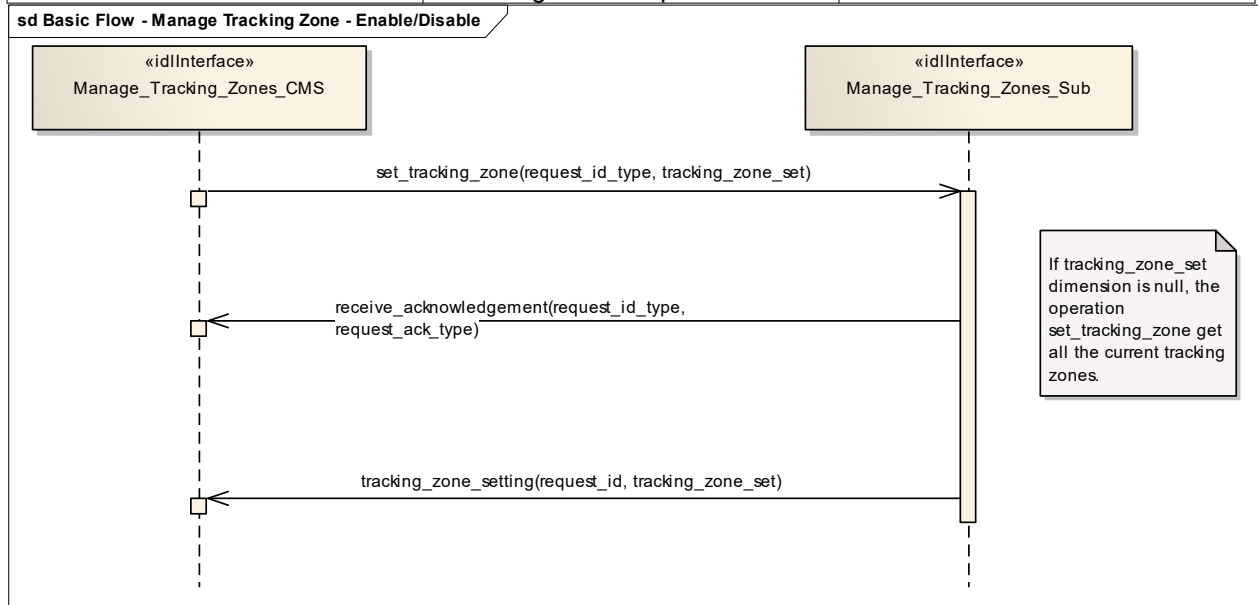 sd Basic Flow - Manage Tracking Zone - Enable/Disable
«idlInterface»
Manage_Tracking_Zones_CMS
«idlInterface»
Manage_Tracking_Zones_Sub
set_tracking_zone(request_id_type, tracking_zone_set)
If tracking_zone_set
dimension is null, the
operation
set_tracking_zone get
all the current tracking
zones.
receive_acknowledgement(request_id_type,
request_ack_type)
tracking_zone_setting(request_id, tracking_zone_set)